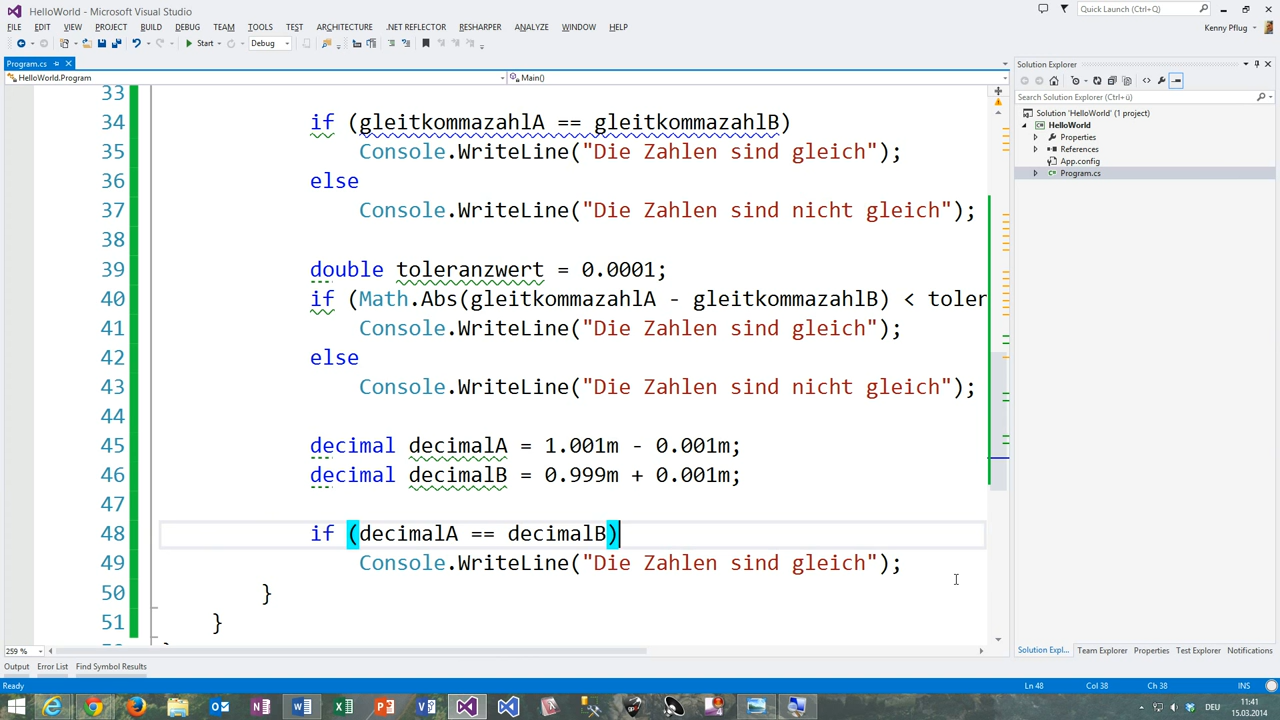 HelloWorld - Microsoft Visual Studio
Quick Launch (Ctrl+Q)
FILE EDIT VIEW PROJECT BUILD DEBUG TEAM TOOLS TEST ARCHITECTURE .NET REFLECTOR RESHARPER ANALYZE WINDOW HELP
Kenny Pflug
Start Debug
Program.cs
Solution Explorer
HelloWorld.Program Main()
Search Solution Explorer (Ctrl+ü)
Solution 'HelloWorld' (1 project)
HelloWorld
Properties
References
App.config
Program.cs
33
34 if (gleitkommazahlA == gleitkommazahlB)
35 Console.WriteLine("Die Zahlen sind gleich");
36 else
37 Console.WriteLine("Die Zahlen sind nicht gleich");
38
39 double toleranzwert = 0.0001;
40 if (Math.Abs(gleitkommazahlA - gleitkommazahlB) < toler
41 Console.WriteLine("Die Zahlen sind gleich");
42 else
43 Console.WriteLine("Die Zahlen sind nicht gleich");
44
45 decimal decimalA = 1.001m - 0.001m;
46 decimal decimalB = 0.999m + 0.001m;
47
48 if (decimalA == decimalB)
49 Console.WriteLine("Die Zahlen sind gleich");
50 }
51 }
259 %
Solution Expl... Team Explorer Properties Test Explorer Notifications
Output Error List Find Symbol Results
Ready Ln 48 Col 38 Ch 38 INS
DEU
11:41
15.03.2014